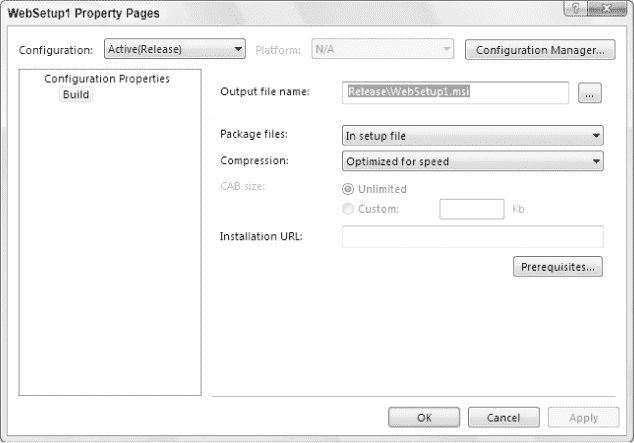 WebSetup1 Property Pages
?
Configuration: Active(Release) Platform: N/A Configuration Manager...
Configuration Properties
Build
Output file name: Release\WebSetup1.msi ...
Package files: In setup file
Compression: Optimized for speed
CAB size: Unlimited
Custom: Kb
Installation URL:
Prerequisites...
OK Cancel Apply